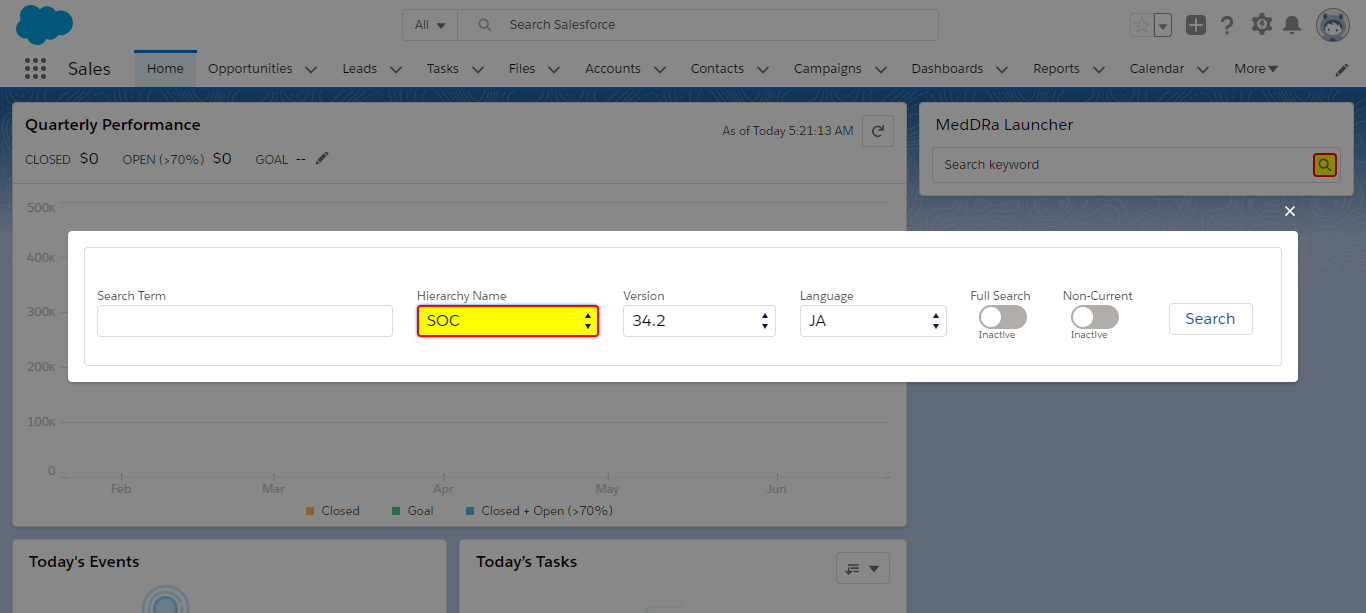 All
Search Salesforce
Sales
Home
Opportunities
Leads
Tasks
Files
Accounts
Contacts
Campaigns
Dashboards
Reports
Calendar
More
Quarterly Performance
As of Today 5:21:13 AM
CLOSED $0 OPEN (>70%) $0 GOAL --
MedDRa Launcher
Search keyword
Search Term
Hierarchy Name
SOC
Version
34.2
Language
JA
Full Search
Inactive
Non-Current
Inactive
Search
500K
400K
300K
200K
100K
0
Feb
Mar
Apr
May
Jun
Closed
Goal
Closed + Open (>70%)
Today's Events
Today's Tasks